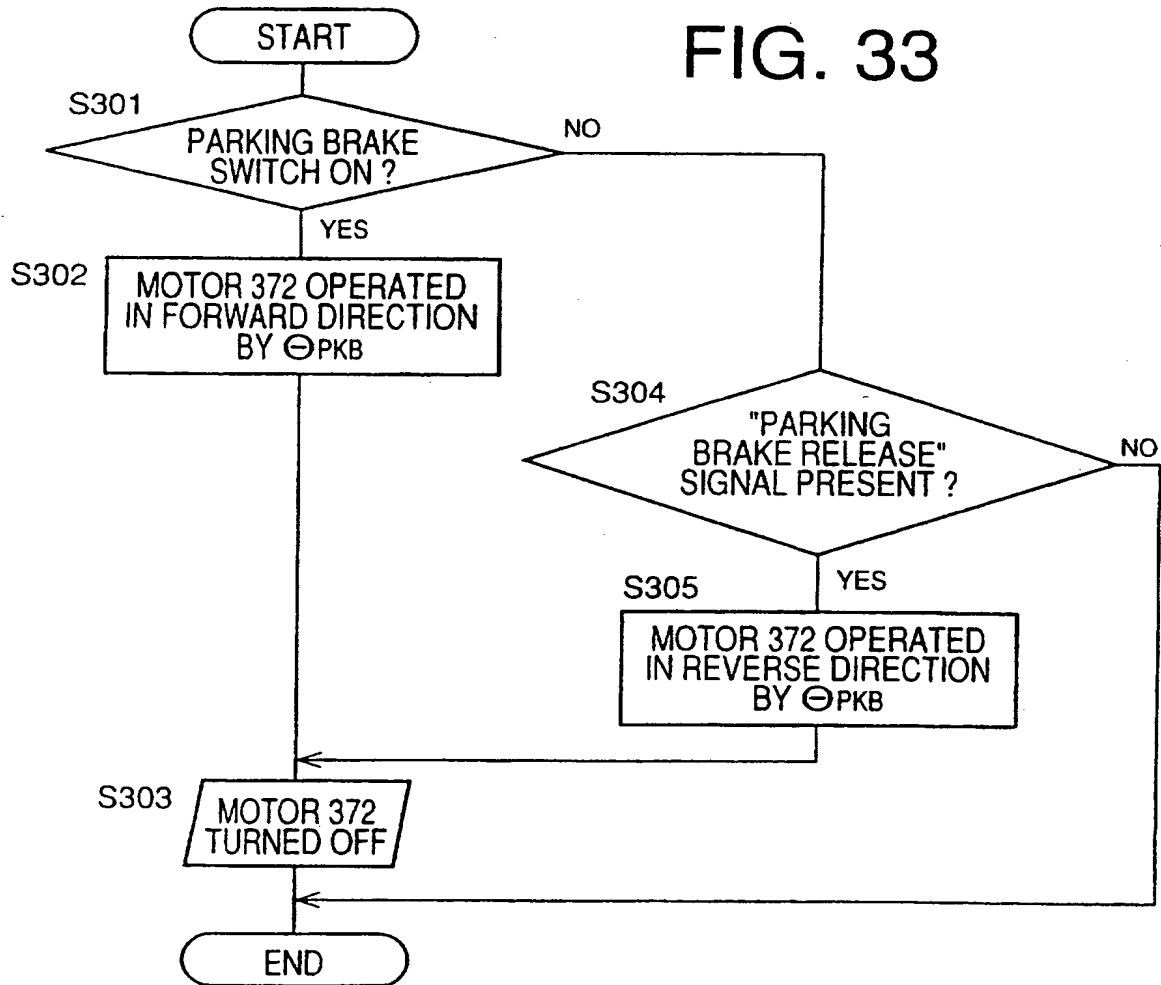 START
FIG. 33
S301
PARKING BRAKE
SWITCH ON ?
NO
YES
S302
MOTOR 372 OPERATED
IN FORWARD DIRECTION
BY ΘPKB
S304
"PARKING
BRAKE RELEASE"
SIGNAL PRESENT ?
NO
YES
S305
MOTOR 372 OPERATED
IN REVERSE DIRECTION
BY ΘPKB
S303
MOTOR 372
TURNED OFF
END